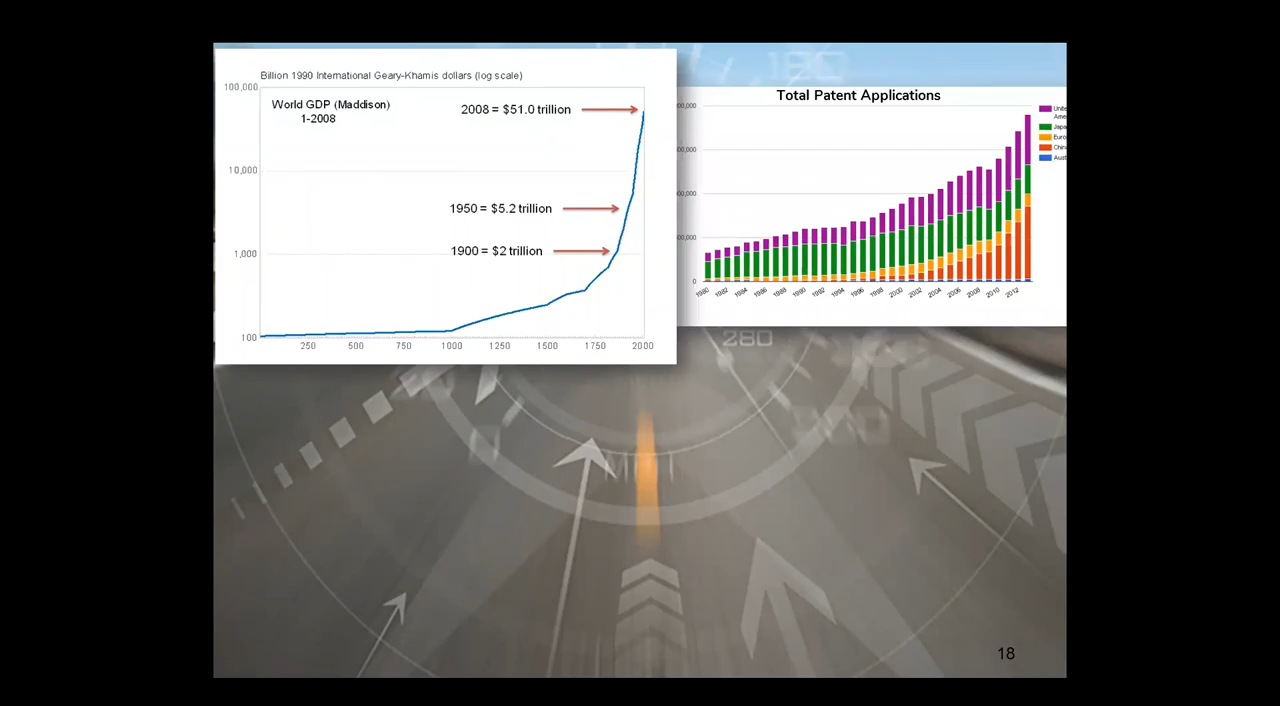 Billion 1990 International Geary-Khamis dollars (log scale)
100,000
World GDP (Maddison)
1-2008
2008 = $51.0 trillion
10,000
1950 = $5.2 trillion
1900 = $2 trillion
1,000
100
250 500 750 1000 1250 1500 1750 2000
Total Patent Applications
0
1980 1982 1984 1986 1988 1990 1992 1994 1996 1998 2000 2002 2004 2006 2008 2010 2012
180
280
18